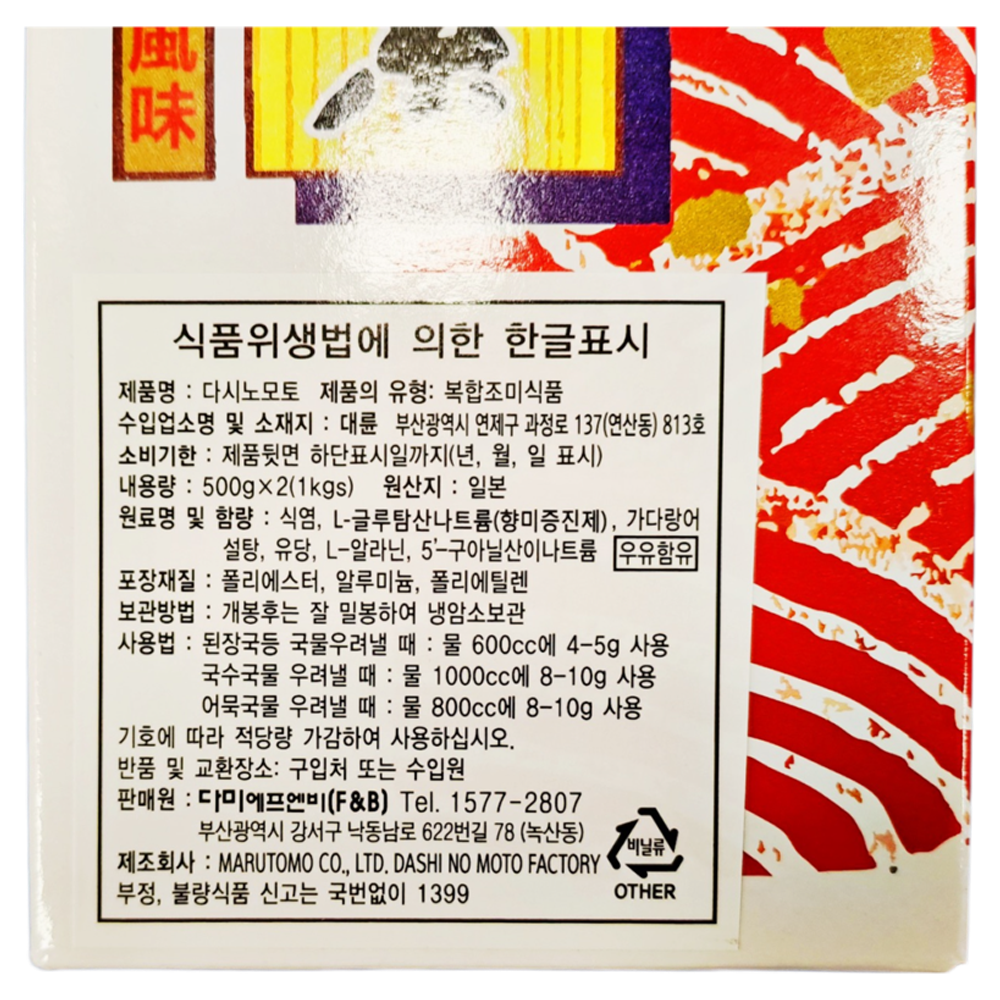 風味
식품위생법에 의한 한글표시
제품명 : 다시노모토 제품의 유형: 복합조미식품
수입업소명 및 소재지 : 대륜 부산광역시 연제구 과정로 137(연산동) 813호
소비기한 : 제품뒷면 하단표시일까지(년, 월, 일 표시)
내용량 : 500g×2(1kgs) 원산지 : 일본
원료명 및 함량 : 식염, L-글루탐산나트륨(향미증진제), 가다랑어
설탕, 유당, L-알라닌, 5'-구아닐산이나트륨 우유함유
포장재질 : 폴리에스터, 알루미늄, 폴리에틸렌
보관방법 : 개봉후는 잘 밀봉하여 냉암소보관
사용법 : 된장국등 국물우려낼 때 : 물 600cc에 4-5g 사용
국수국물 우려낼 때 : 물 1000cc에 8-10g 사용
어묵국물 우려낼 때 : 물 800cc에 8-10g 사용
기호에 따라 적당량 가감하여 사용하십시오.
반품 및 교환장소: 구입처 또는 수입원
판매원 : 다미에프엔비(F&B) Tel. 1577-2807
부산광역시 강서구 낙동남로 622번길 78 (녹산동)
제조회사 : MARUTOMO CO., LTD. DASHI NO MOTO FACTORY
부정, 불량식품 신고는 국번없이 1399
비닐류
OTHER